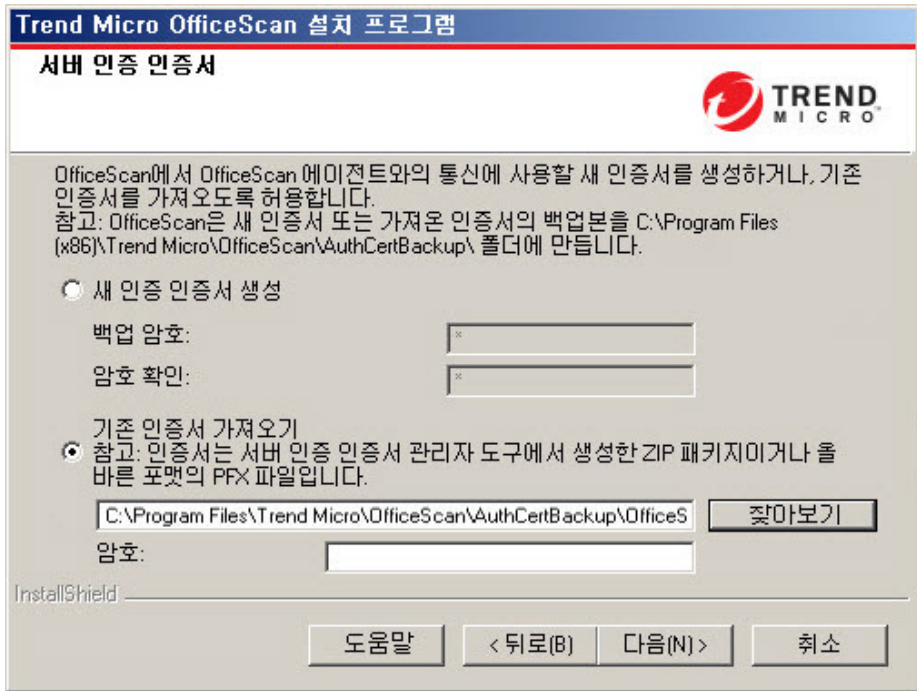 Trend Micro OfficeScan 설치 프로그램
서버 인증 인증서
TREND
MICRO
OfficeScan에서 OfficeScan 에이전트와의 통신에 사용할 새 인증서를 생성하거나, 기존
인증서를 가져오도록 허용합니다.
참고: OfficeScan은 새 인증서 또는 가져온 인증서의 백업본을 C:\Program Files
(x86)\Trend Micro\OfficeScan\AuthCertBackup\ 폴더에 만듭니다.
새 인증 인증서 생성
백업 암호:
*
암호 확인:
*
기존 인증서 가져오기
참고: 인증서는 서버 인증 인증서 관리자 도구에서 생성한 ZIP 패키지이거나 올
바른 포맷의 PFX 파일입니다.
C:\Program Files\Trend Micro\OfficeScan\AuthCertBackup\OfficeS
찾아보기
암호:
InstallShield
도움말
< 뒤로(B)
다음(N) >
취소